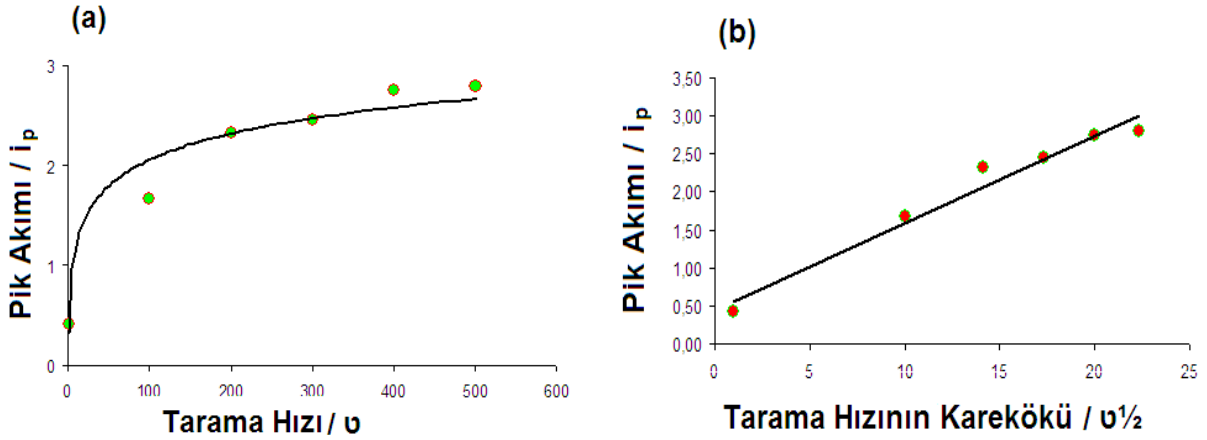 (a)
Pik Akımı / i p
3
2
1
0
0 100 200 300 400 500 600
Tarama Hızı / υ
(b)
Pik Akımı / i p
3,50
3,00
2,50
2,00
1,50
1,00
0,50
0,00
0 5 10 15 20 25
Tarama Hızının Karekökü / υ½